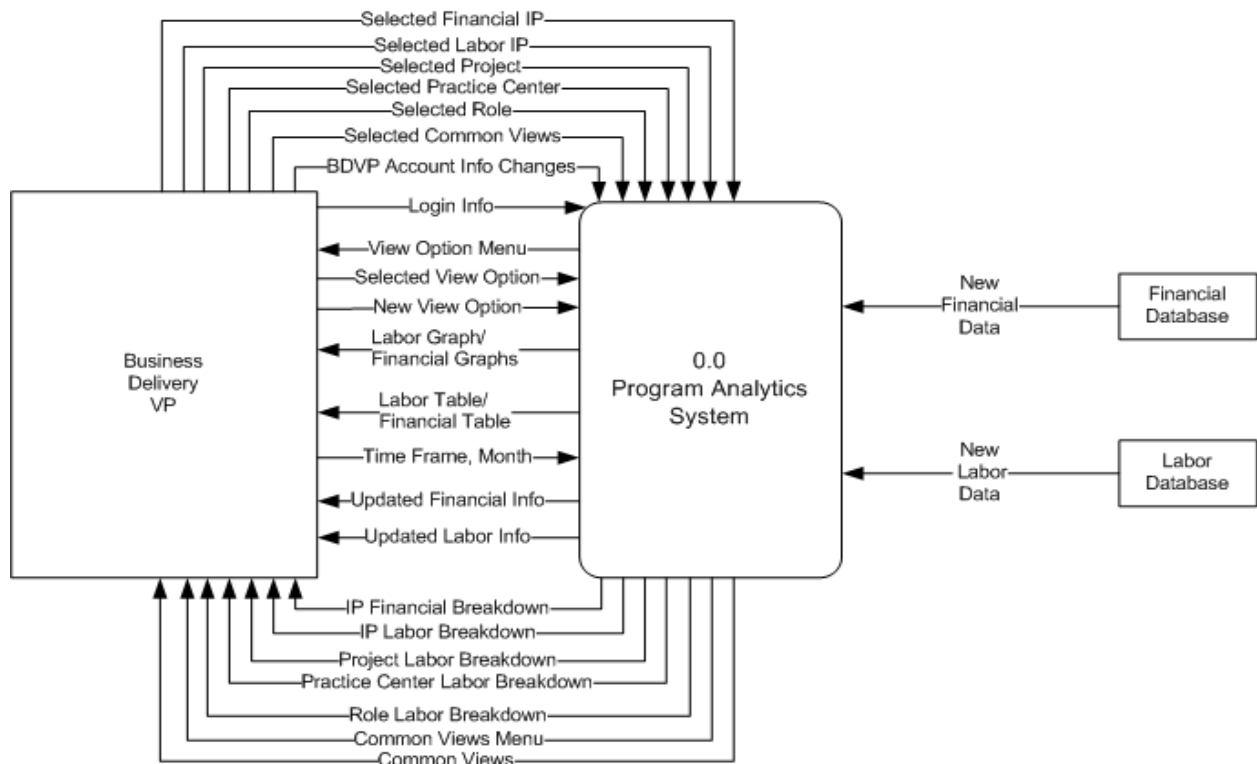 Selected Financial IP
Selected Labor IP
Selected Project
Selected Practice Center
Selected Role
Selected Common Views
BDVP Account Info Changes
Login Info
View Option Menu
Selected View Option
New View Option
Labor Graph/
Financial Graphs
Labor Table/
Financial Table
Time Frame, Month
Updated Financial Info
Updated Labor Info
Business
Delivery
VP
0.0
Program Analytics
System
New
Financial
Data
Financial
Database
New
Labor
Data
Labor
Database
IP Financial Breakdown
IP Labor Breakdown
Project Labor Breakdown
Practice Center Labor Breakdown
Role Labor Breakdown
Common Views Menu
Common Views